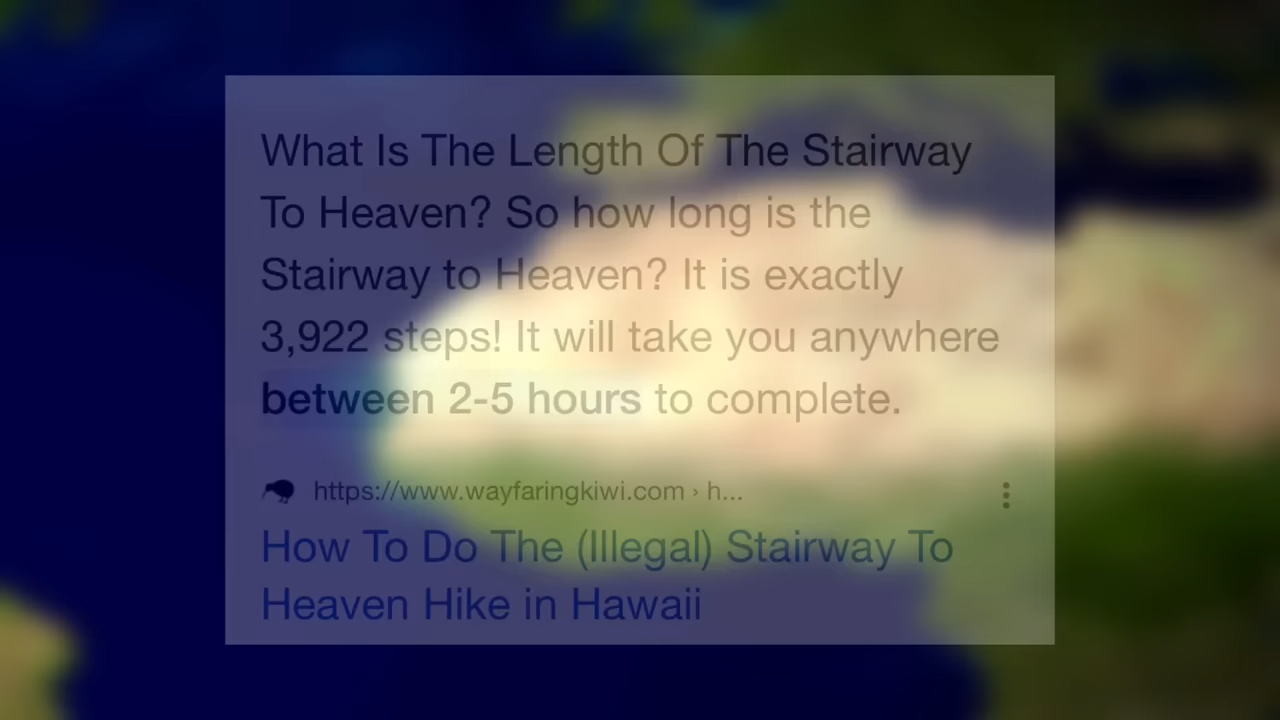 What Is The Length Of The Stairway
To Heaven? So how long is the
Stairway to Heaven? It is exactly
3,922 steps! It will take you anywhere
between 2-5 hours to complete.
https://www.wayfaringkiwi.com › h...
How To Do The (Illegal) Stairway To
Heaven Hike in Hawaii